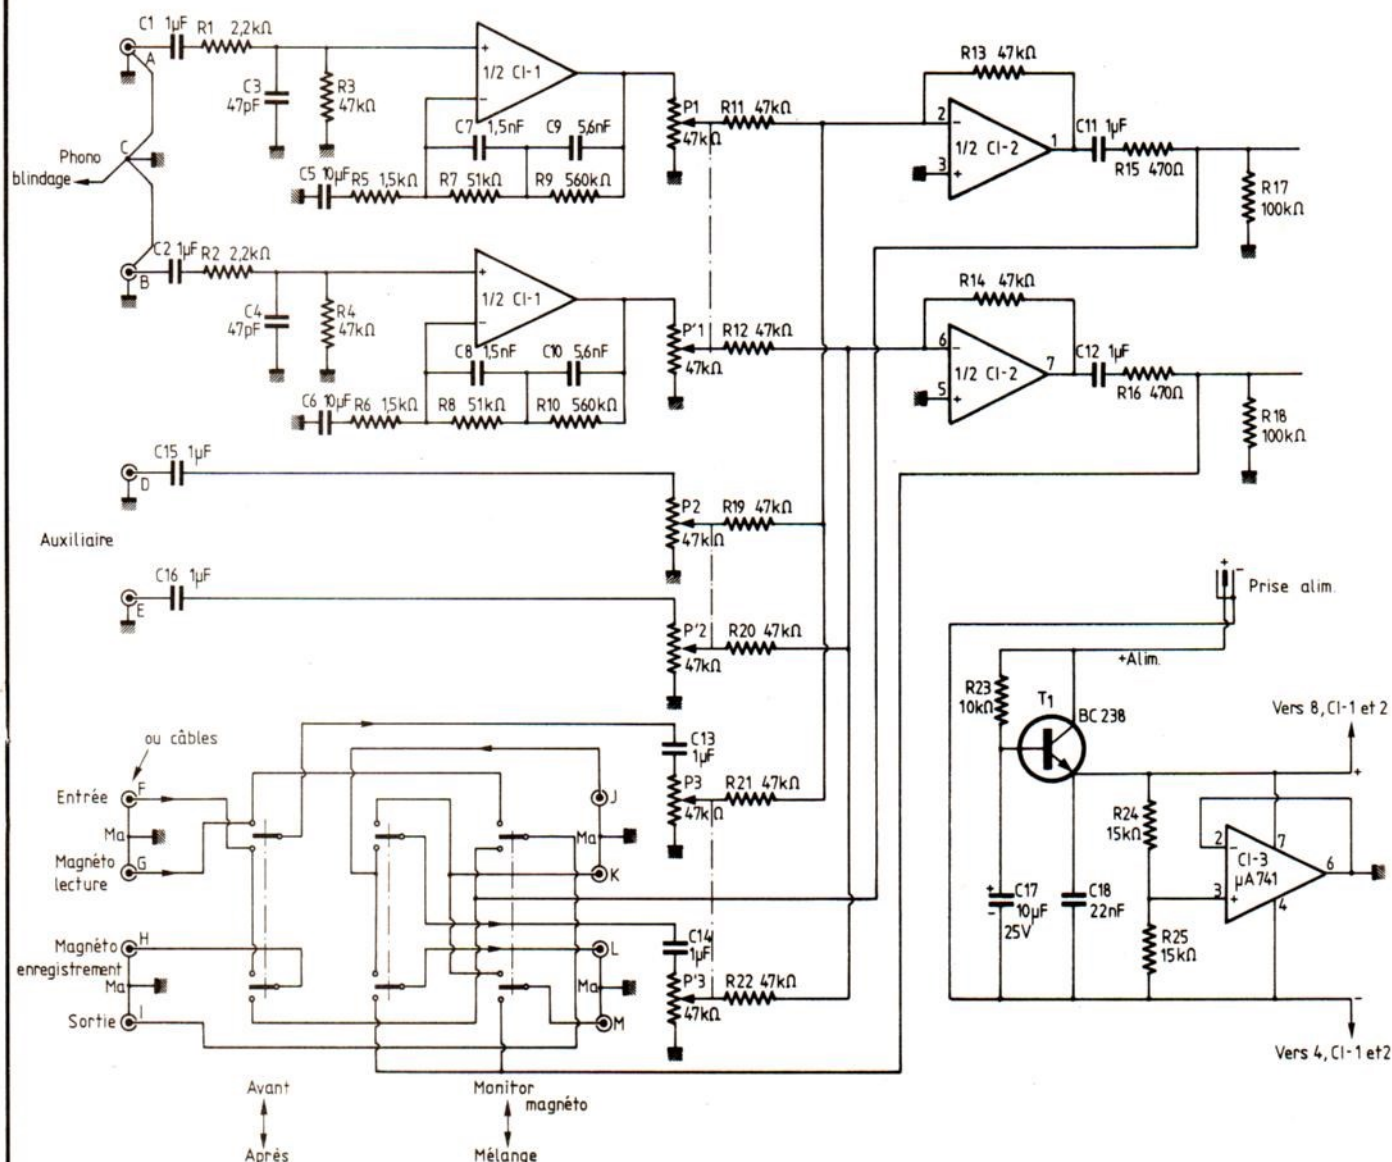 C1 1µF R1 2,2kΩ
A
C3
47pF
R3
47kΩ
+
1/2 CI-1
−
C7 1,5nF C9 5,6nF
C5 10µF R5 1,5kΩ R7 51kΩ R9 560kΩ
P1
47kΩ
R11 47kΩ
R13 47kΩ
2
−
1/2 CI-2
3
+
1
C11 1µF
R15 470Ω
R17
100kΩ
Phono
C
blindage
C2 1µF R2 2,2kΩ
B
C4
47pF
R4
47kΩ
+
1/2 CI-1
−
C8 1,5nF C10 5,6nF
C6 10µF R6 1,5kΩ R8 51kΩ R10 560kΩ
P'1
47kΩ
R12 47kΩ
R14 47kΩ
6
−
1/2 CI-2
5
+
7
C12 1µF
R16 470Ω
R18
100kΩ
C15 1µF
D
P2
47kΩ
R19 47kΩ
Auxiliaire
C16 1µF
E
P'2
47kΩ
R20 47kΩ
ou câbles
Entrée F
Ma
Magnéto G
lecture
Magnéto H
enregistrement
Ma
Sortie I
J
Ma
K
L
Ma
M
C13
1µF
P3
47kΩ
R21 47kΩ
C14
1µF
P'3
47kΩ
R22 47kΩ
Avant
Après
Monitor
magnéto
Mélange
+ −
Prise alim.
+Alim.
R23
10kΩ
T1
BC 238
Vers 8, CI-1 et 2
+
R24
15kΩ
2
−
7
CI-3
µA741
6
3
+
4
+
C17
−
10µF
25V
C18
22nF
R25
15kΩ
−
Vers 4, CI-1 et 2